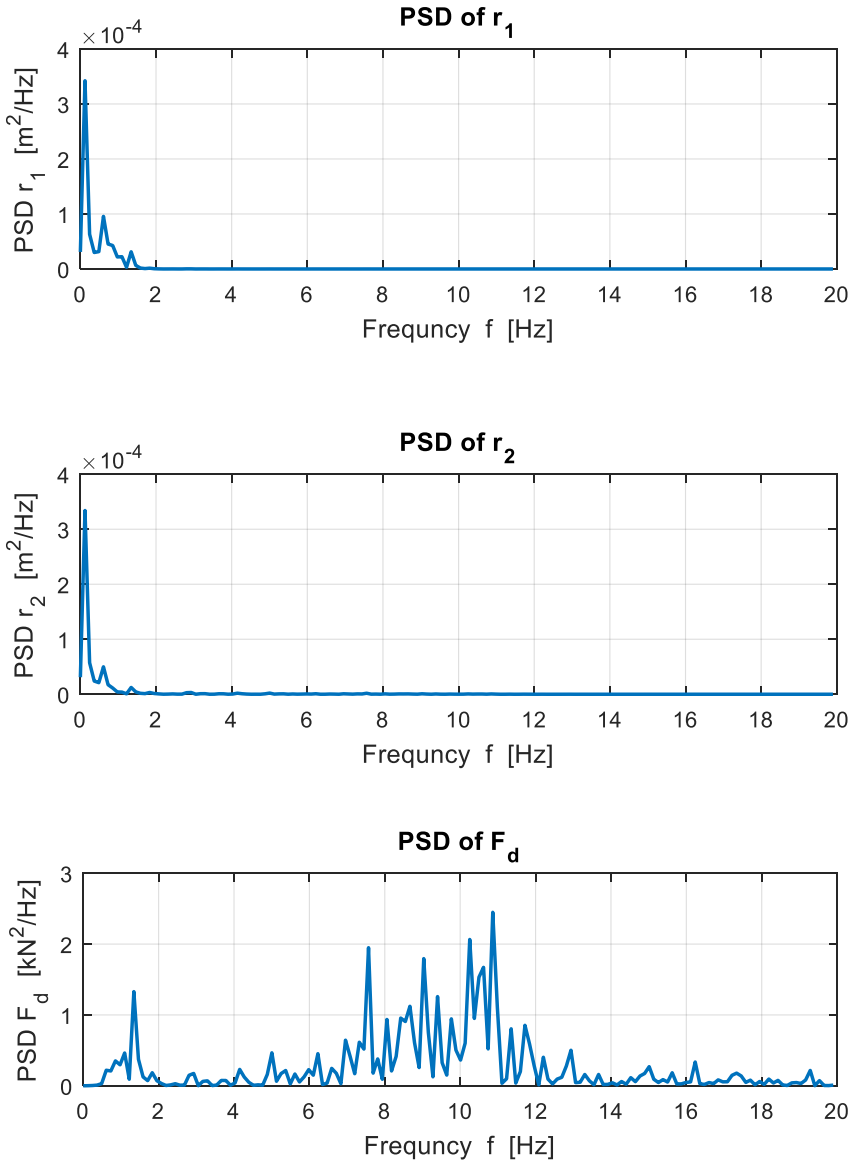 PSD of r1
×10-4
PSD r1 [m2/Hz]
4
3
2
1
0
0 2 4 6 8 10 12 14 16 18 20
Frequncy f [Hz]
PSD of r2
×10-4
PSD r2 [m2/Hz]
4
3
2
1
0
0 2 4 6 8 10 12 14 16 18 20
Frequncy f [Hz]
PSD of Fd
PSD Fd [kN2/Hz]
3
2
1
0
0 2 4 6 8 10 12 14 16 18 20
Frequncy f [Hz]